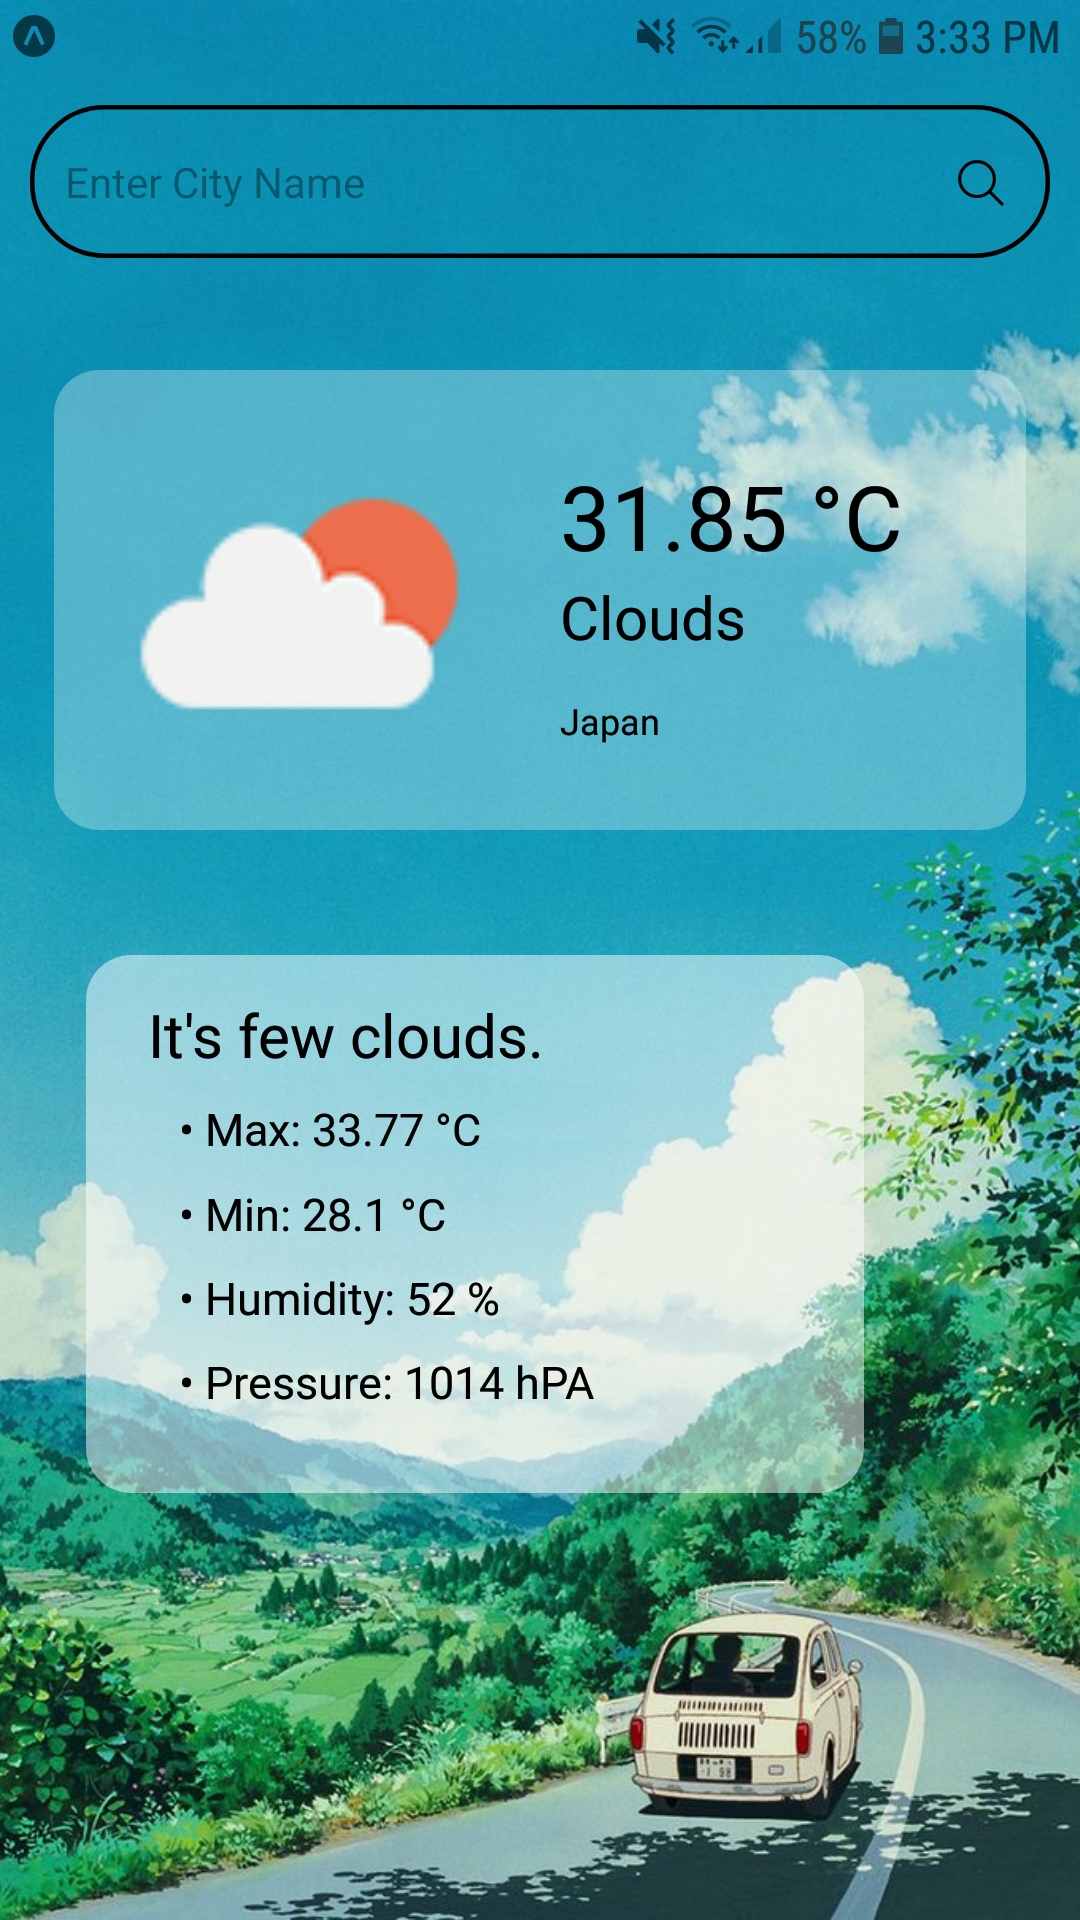 58% 3:33 PM
Enter City Name
31.85 °C
Clouds
Japan
It's few clouds.
• Max: 33.77 °C
• Min: 28.1 °C
• Humidity: 52 %
• Pressure: 1014 hPA